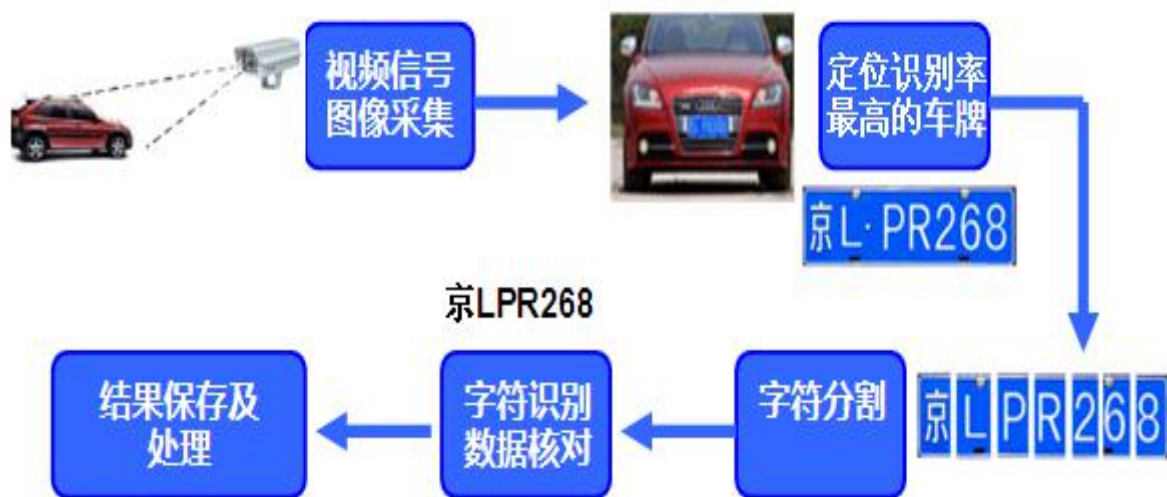 视频信号
图像采集
定位识别率
最高的车牌
京L·PR268
京LPR268
京LPR268
字符分割
字符识别
数据核对
结果保存及
处理